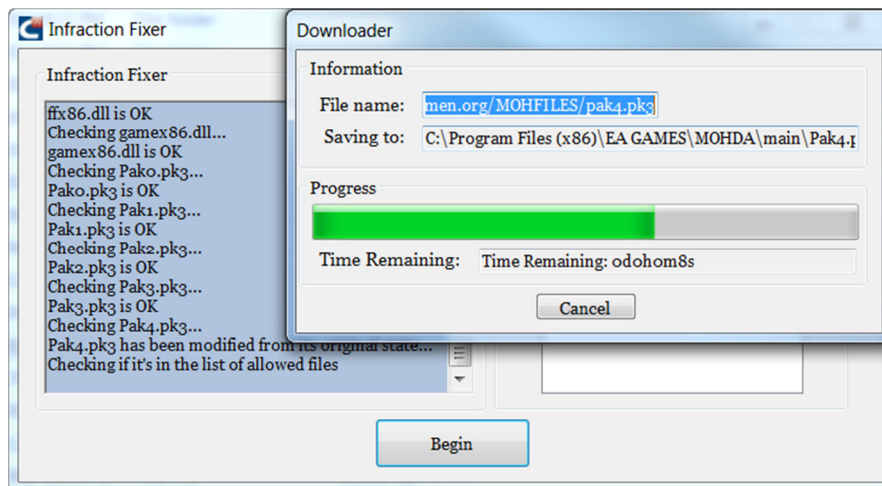 Infraction Fixer
Infraction Fixer
ffx86.dll is OK
Checking gamex86.dll...
gamex86.dll is OK
Checking Pak0.pk3...
Pak0.pk3 is OK
Checking Pak1.pk3...
Pak1.pk3 is OK
Checking Pak2.pk3...
Pak2.pk3 is OK
Checking Pak3.pk3...
Pak3.pk3 is OK
Checking Pak4.pk3...
Pak4.pk3 has been modified from its original state...
Checking if it's in the list of allowed files
Begin
Downloader
Information
File name: men.org/MOHFILES/pak4.pk3
Saving to: C:\Program Files (x86)\EA GAMES\MOHDA\main\Pak4.p
Progress
Time Remaining: Time Remaining: 0d0h0m8s
Cancel